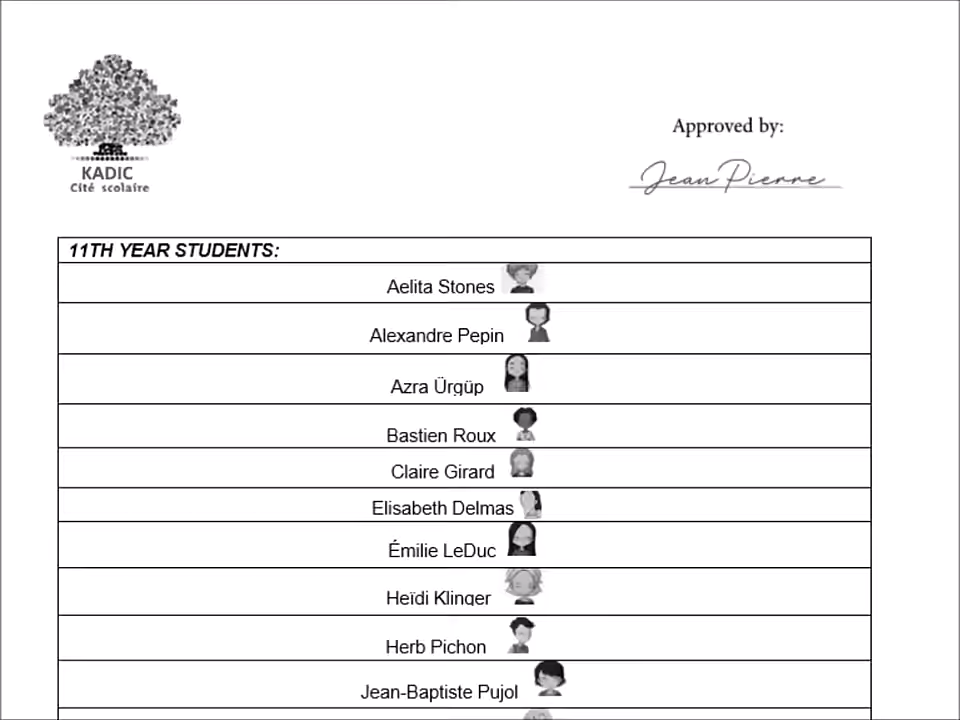 KADIC
Cité scolaire
Approved by:
Jean Pierre
11TH YEAR STUDENTS:
Aelita Stones
Alexandre Pepin
Azra Ürgüp
Bastien Roux
Claire Girard
Elisabeth Delmas
Émilie LeDuc
Heïdi Klinger
Herb Pichon
Jean-Baptiste Pujol